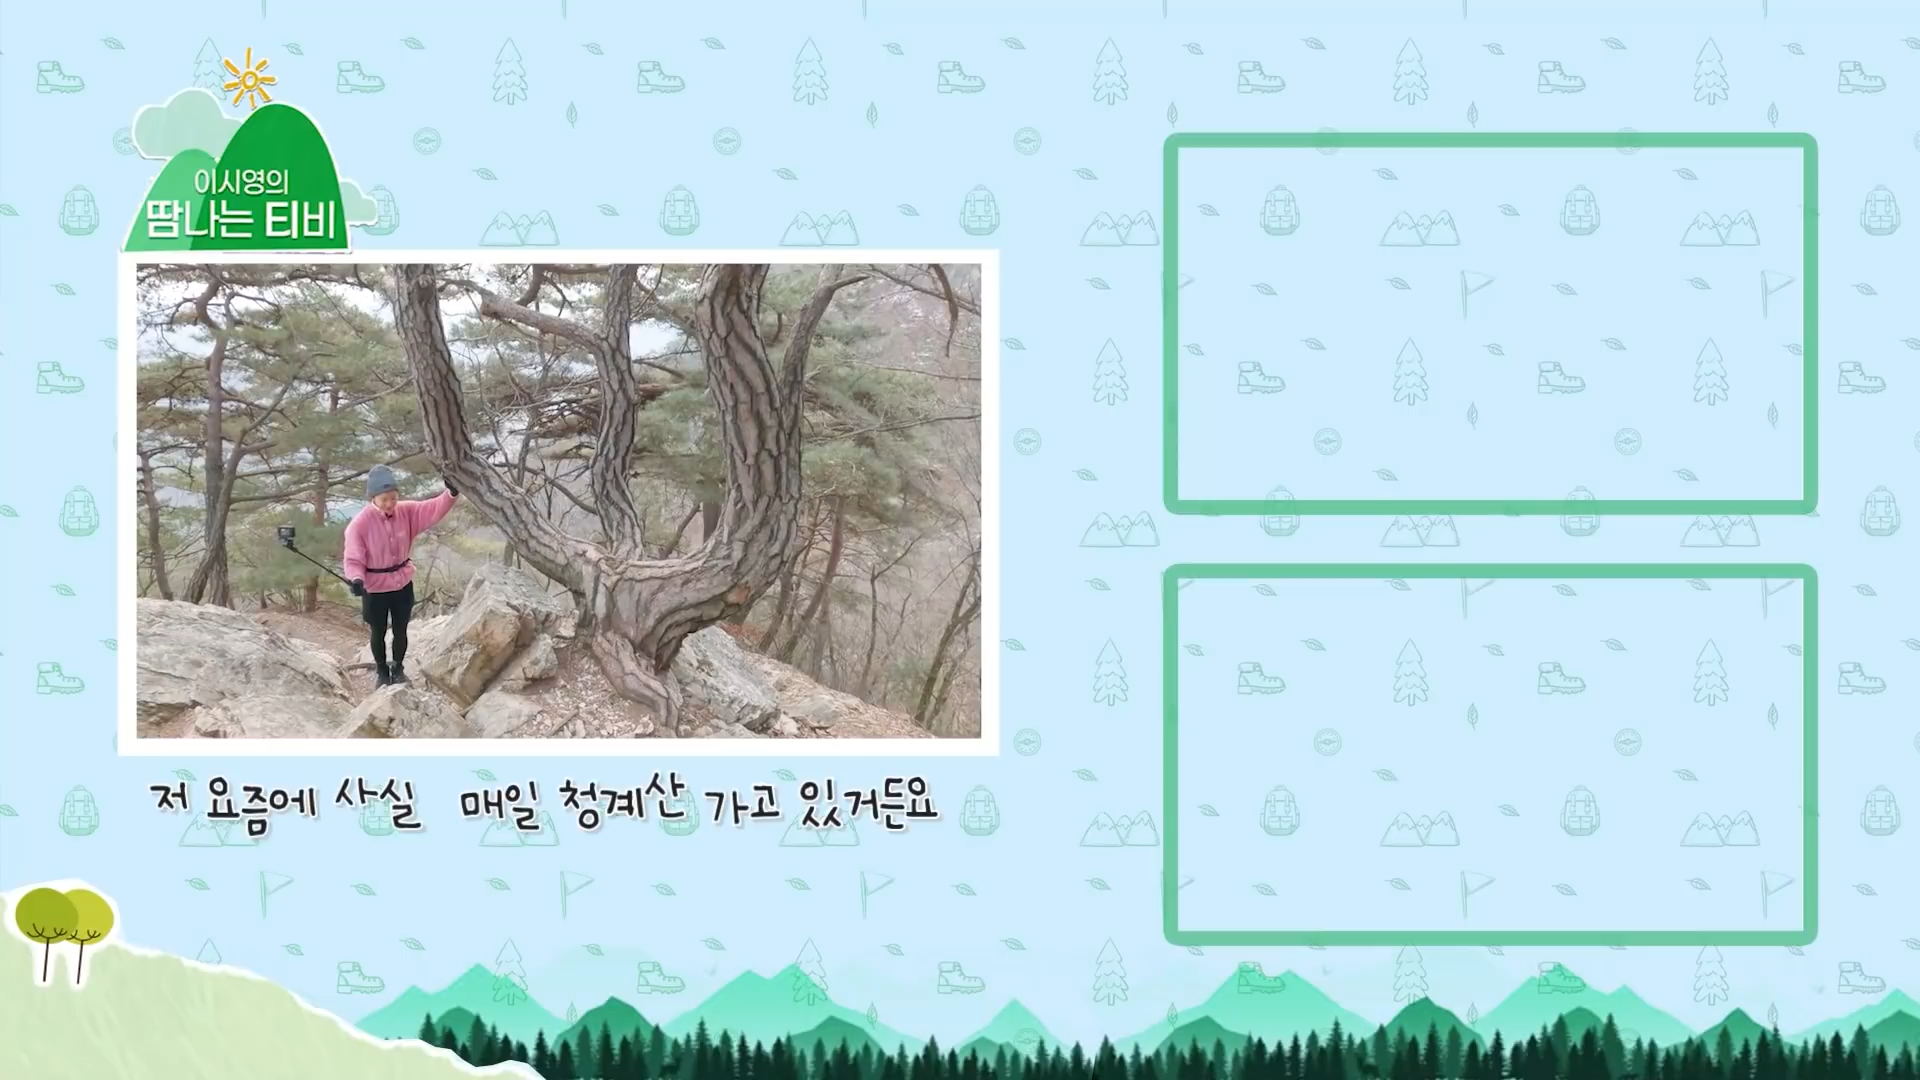 이시영의
땀나는 티비
저 요즘에 사실 매일 청계산 가고 있거든요